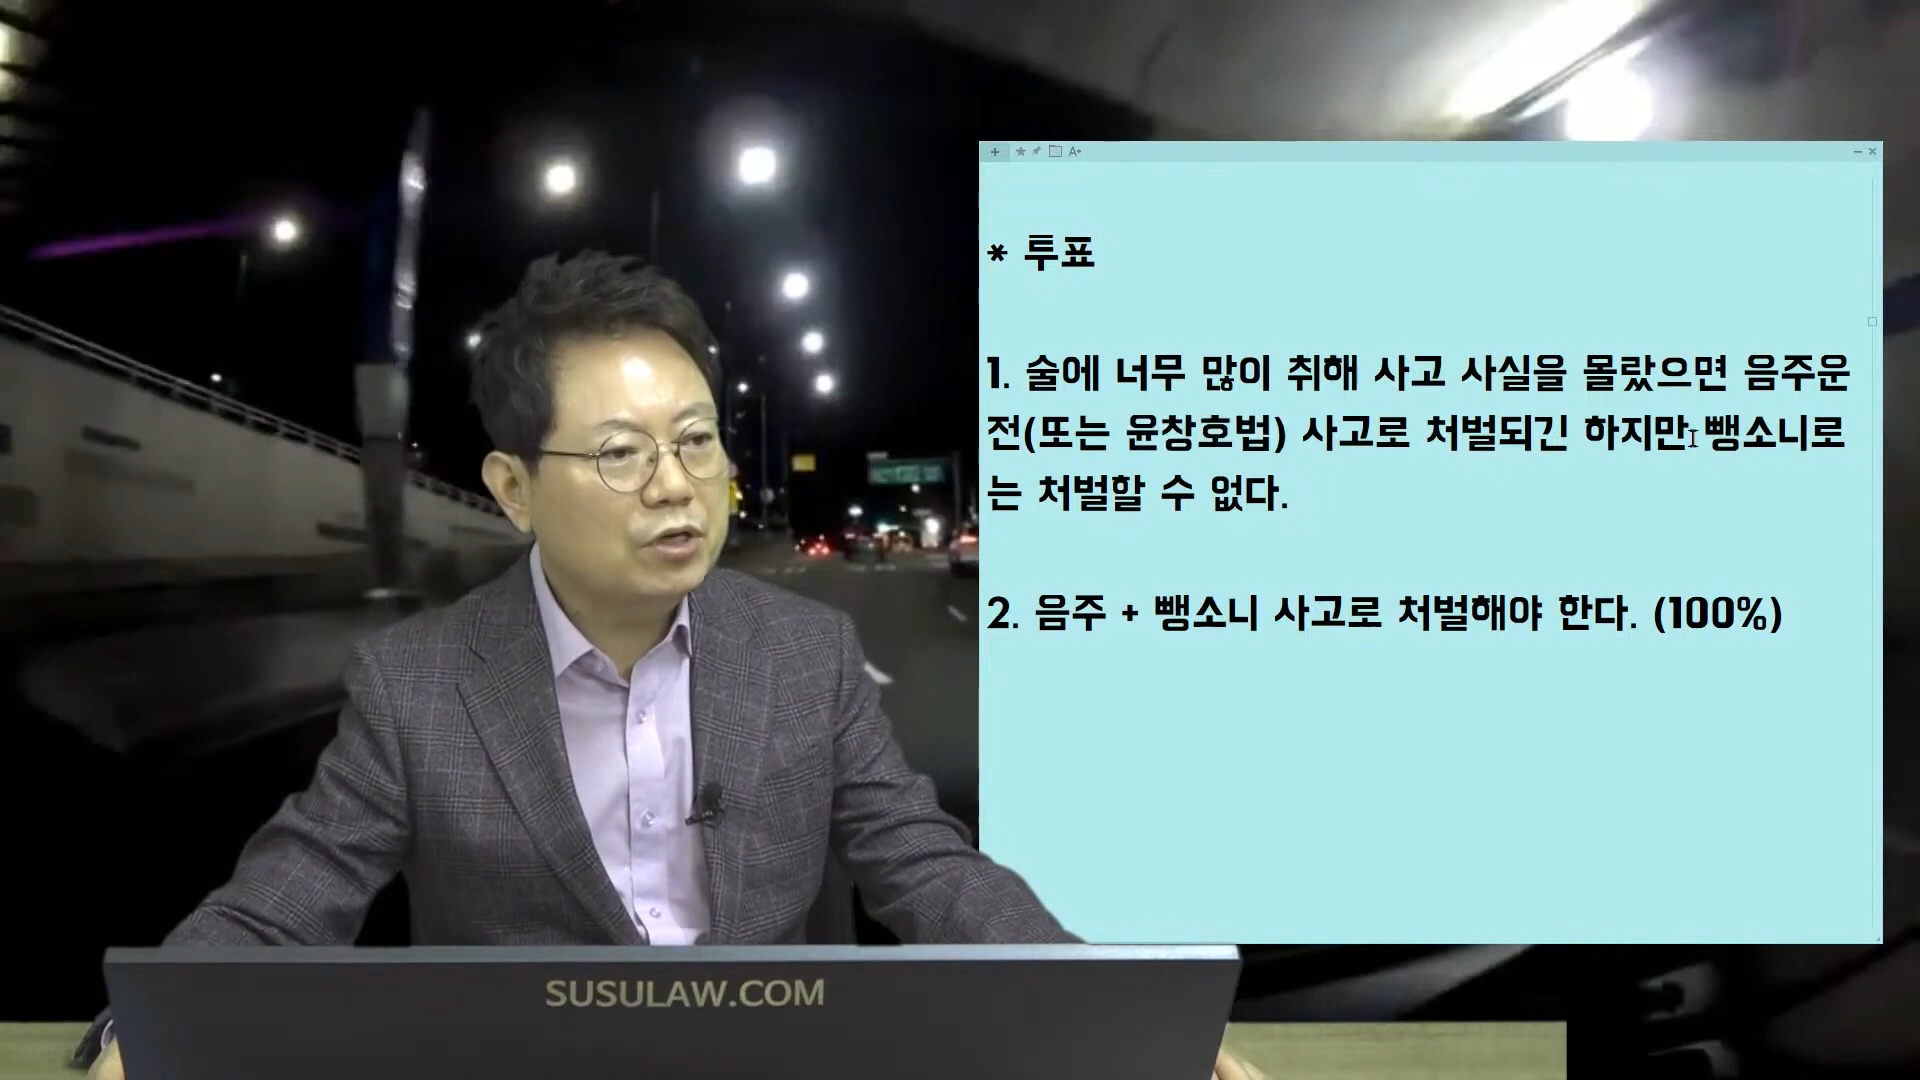 * 투표
1. 술에 너무 많이 취해 사고 사실을 몰랐으면 음주운
전(또는 윤창호법) 사고로 처벌되긴 하지만 뺑소니로
는 처벌할 수 없다.
2. 음주 + 뺑소니 사고로 처벌해야 한다. (100%)
SUSULAW.COM